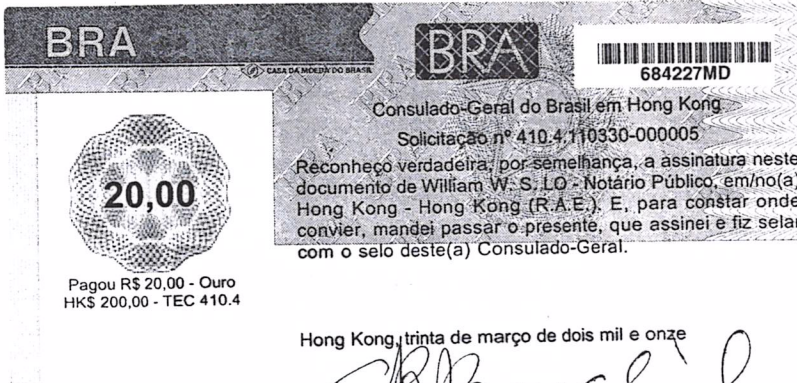 BRA
CASA DA MOEDA DO BRASIL
BRA
684227MD
Consulado-Geral do Brasil em Hong Kong
Solicitação nº 410.4.110330-000005
Reconheço verdadeira, por semelhança, a assinatura neste
documento de William W. S. LO - Notário Público, em/no(a)
Hong Kong - Hong Kong (R.A.E.). E, para constar onde
convier, mandei passar o presente, que assinei e fiz selar
com o selo deste(a) Consulado-Geral.
20,00
Pagou R$ 20,00 - Ouro
HK$ 200,00 - TEC 410.4
Hong Kong, trinta de março de dois mil e onze